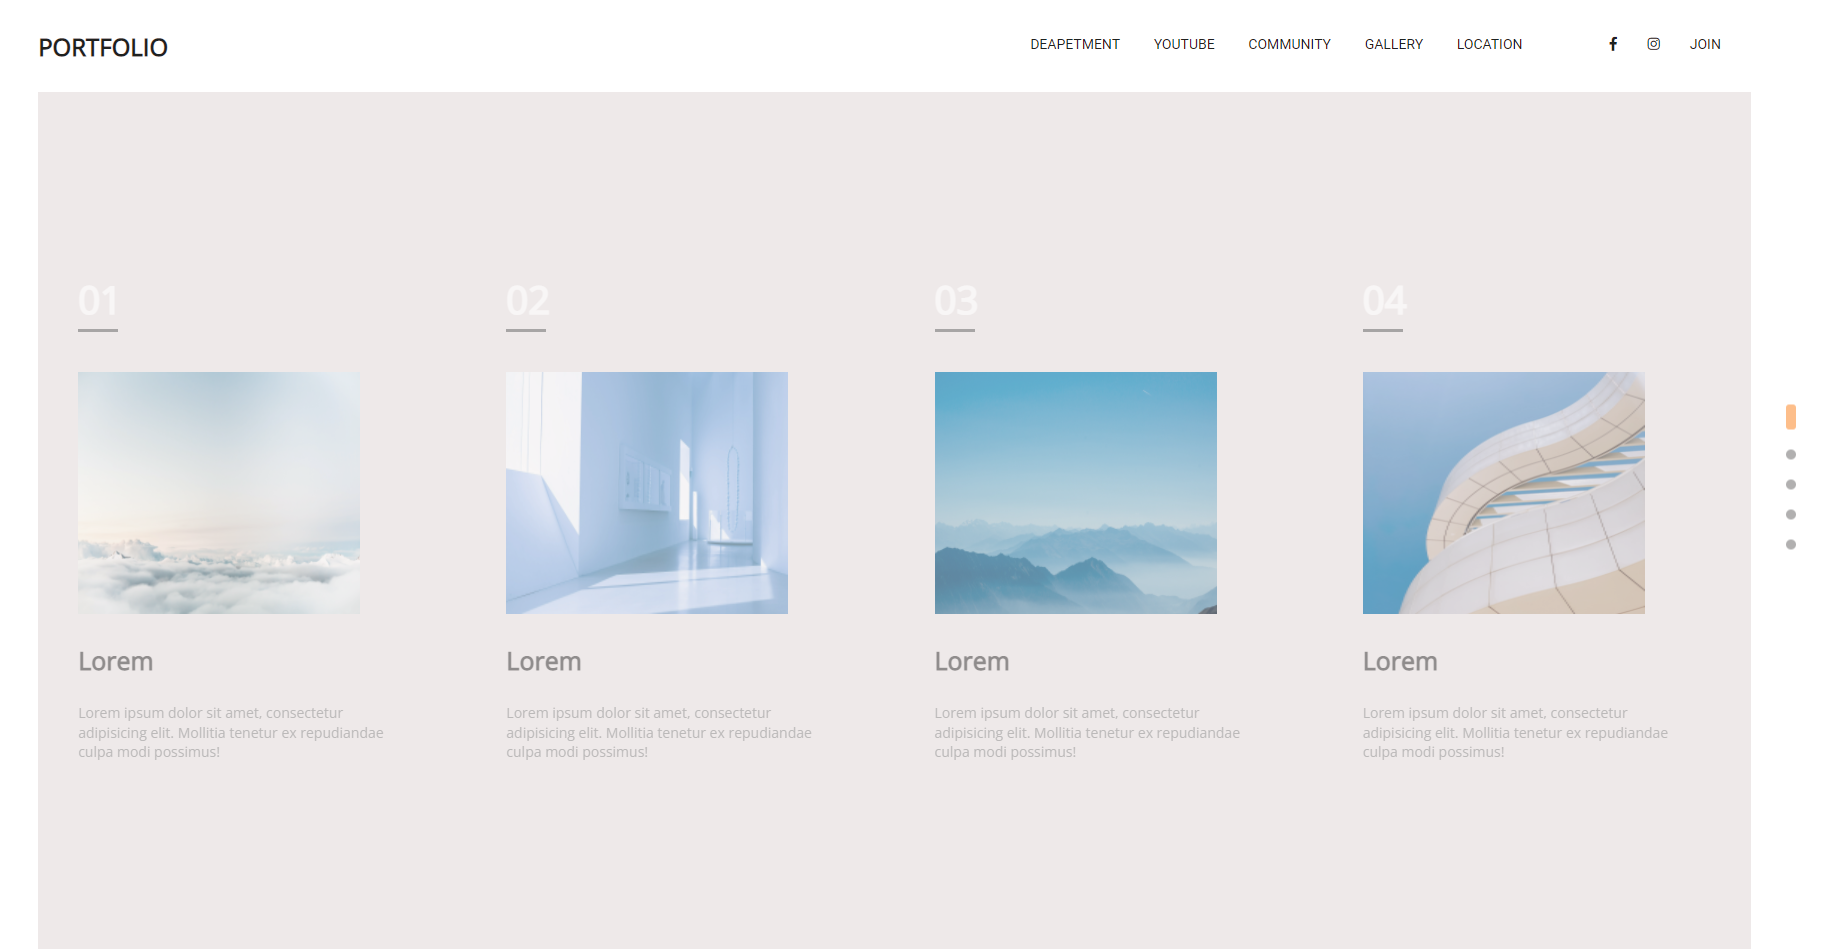 PORTFOLIO
DEAPETMENT YOUTUBE COMMUNITY GALLERY LOCATION JOIN
01
02
03
04
Lorem
Lorem ipsum dolor sit amet, consectetur
adipisicing elit. Mollitia tenetur ex repudiandae
culpa modi possimus!
Lorem
Lorem ipsum dolor sit amet, consectetur
adipisicing elit. Mollitia tenetur ex repudiandae
culpa modi possimus!
Lorem
Lorem ipsum dolor sit amet, consectetur
adipisicing elit. Mollitia tenetur ex repudiandae
culpa modi possimus!
Lorem
Lorem ipsum dolor sit amet, consectetur
adipisicing elit. Mollitia tenetur ex repudiandae
culpa modi possimus!